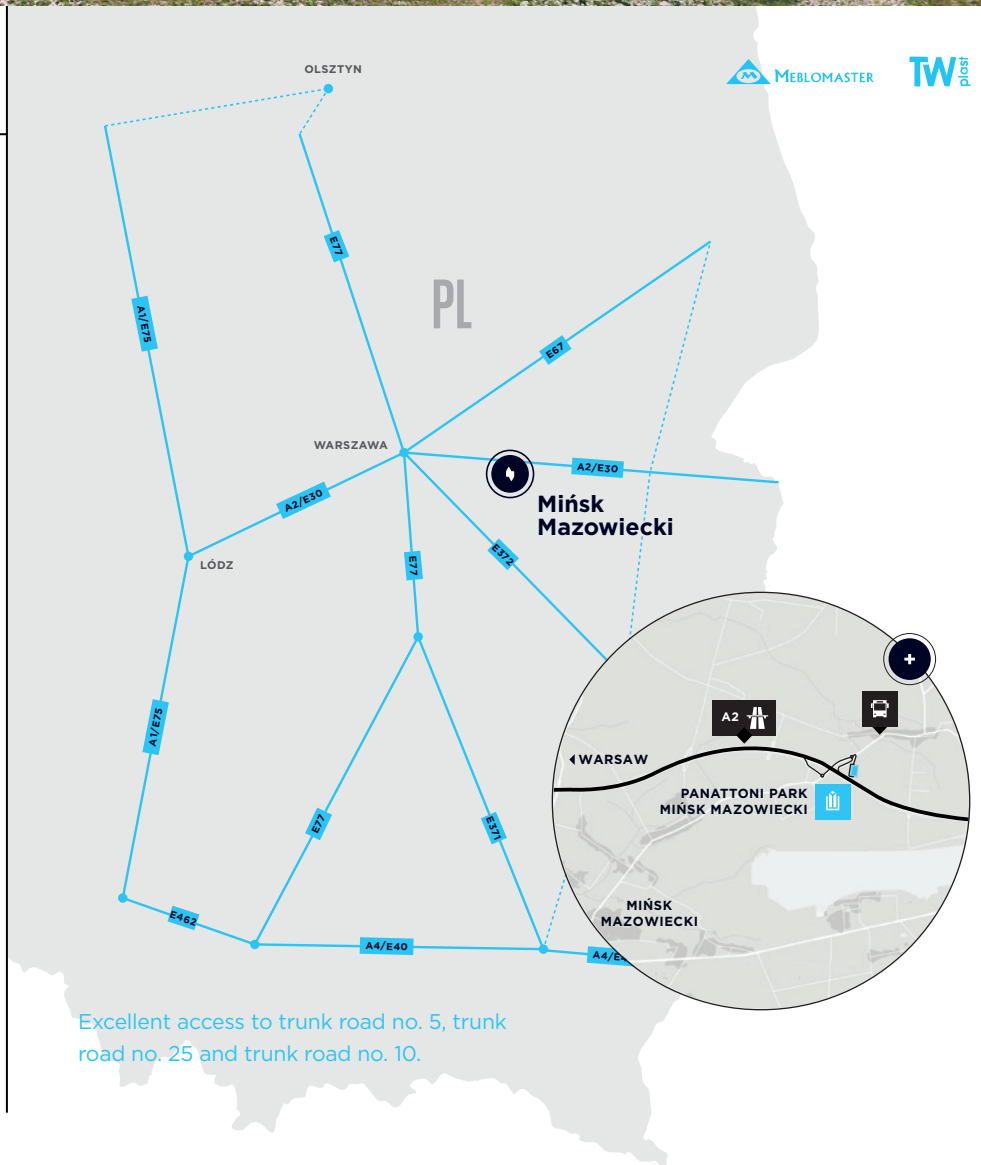 OLSZTYN
MEBLOMASTER
TW plast
E77
A1/E75
PL
E67
WARSZAWA
A2/E30
A2/E30
Mińsk
Mazowiecki
LÓDZ
E77
E372
A2
WARSAW
PANATTONI PARK
MIŃSK MAZOWIECKI
A1/E75
E77
E371
MIŃSK
MAZOWIECKI
E462
A4/E40
Excellent access to trunk road no. 5, trunk
road no. 25 and trunk road no. 10.